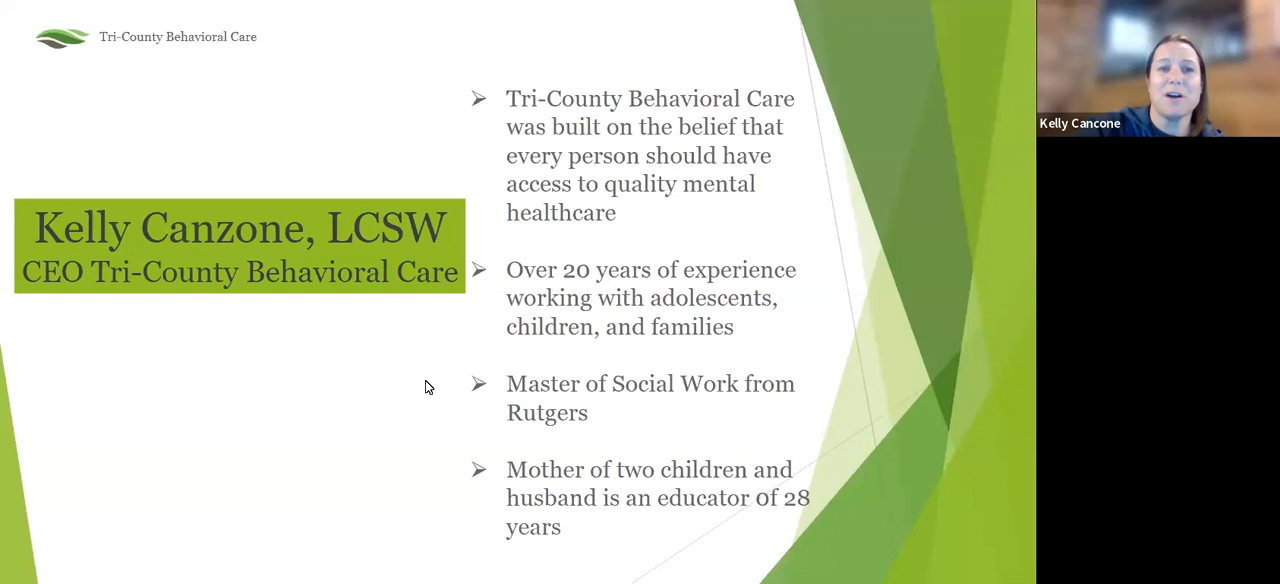 Tri-County Behavioral Care
Kelly Canzone, LCSW
CEO Tri-County Behavioral Care
Tri-County Behavioral Care
was built on the belief that
every person should have
access to quality mental
healthcare
Over 20 years of experience
working with adolescents,
children, and families
Master of Social Work from
Rutgers
Mother of two children and
husband is an educator of 28
years
Kelly Cancone